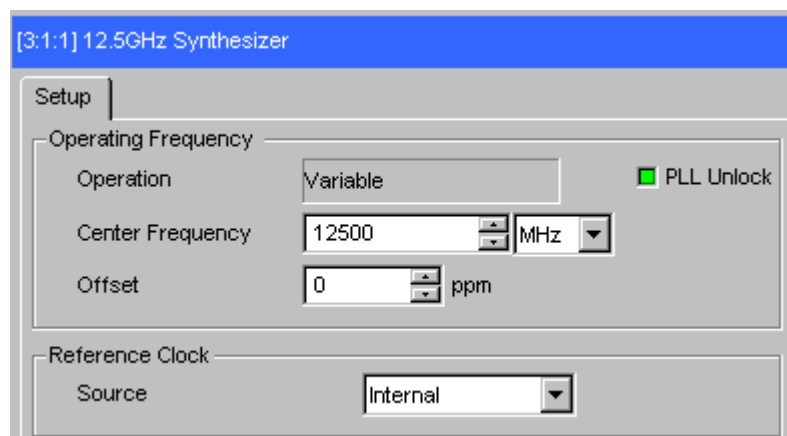 [3:1:1] 12.5GHz Synthesizer
Setup
Operating Frequency
Operation Variable PLL Unlock
Center Frequency 12500 MHz
Offset 0 ppm
Reference Clock
Source Internal